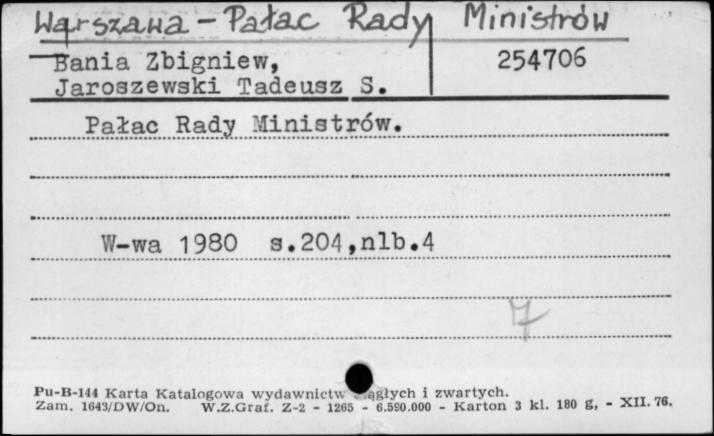 Warszawa - Pałac Rady Ministrów
Bania Zbigniew,
254706
Jaroszewski Tadeusz S.
Pałac Rady Ministrów.
W-wa 1980 s.204,nlb.4
7
Pu-B-144 Karta Katalogowa wydawnictw ągłych i zwartych.
Zam. 1643/DW/On. W.Z.Graf. Z-2 - 1265 - 6.590.000 - Karton 3 kl. 180 g, - XII. 76.